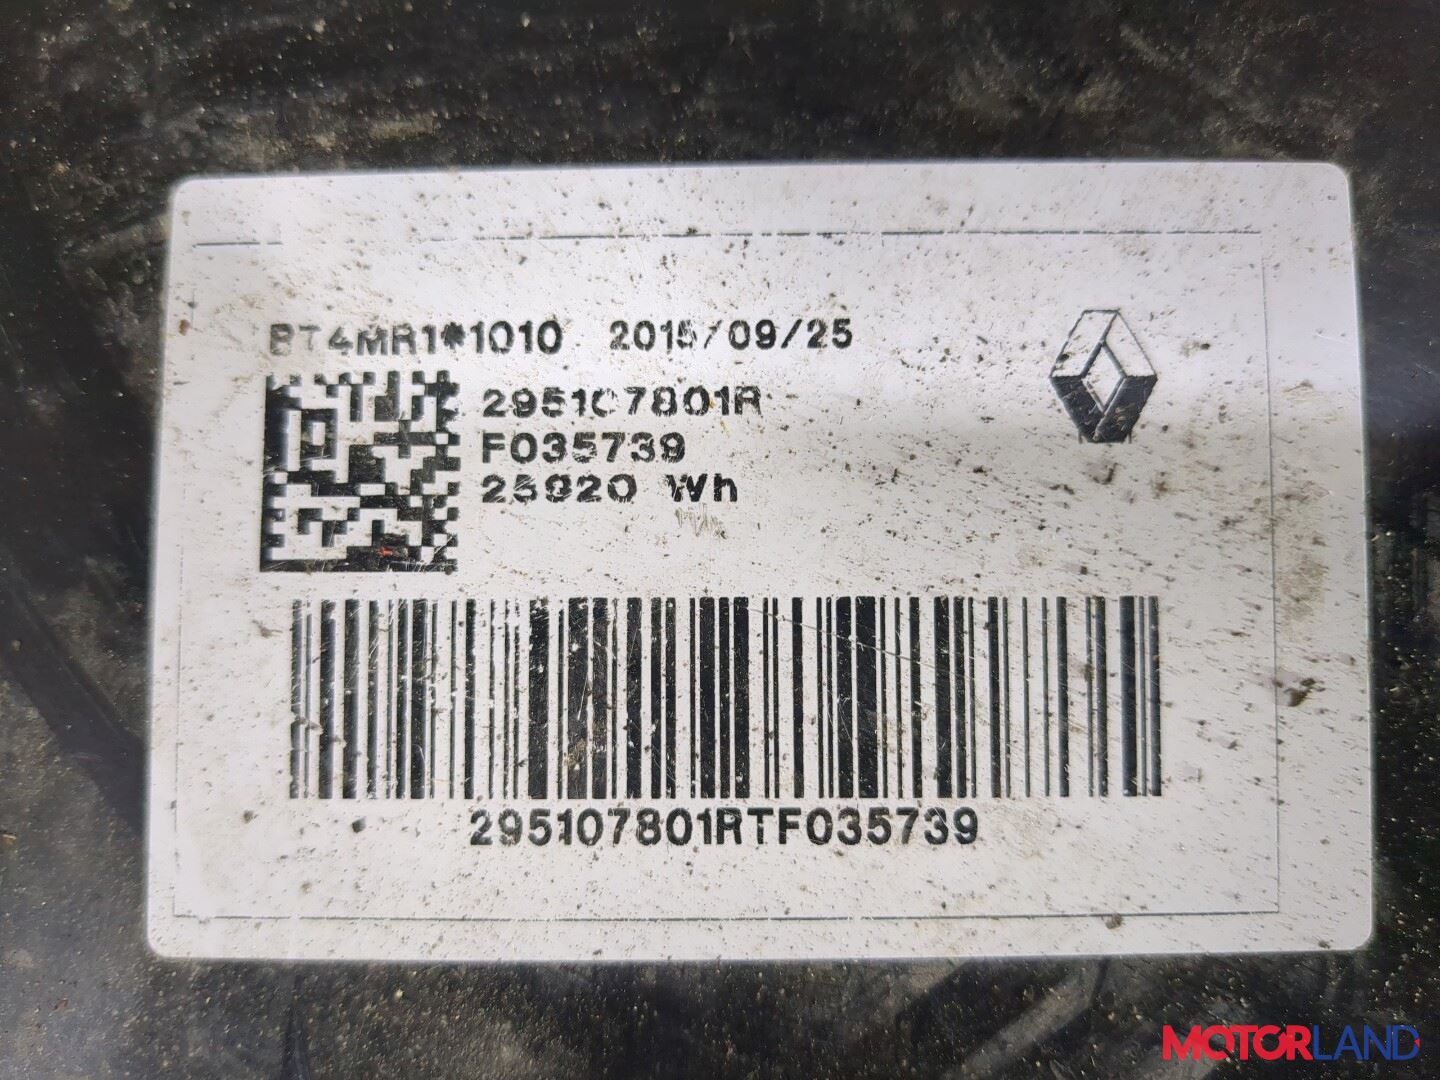 BT4MR1*1010 2015/09/25
295107801R
F035739
25920 Wh
295107801RTF035739
MOTORLAND